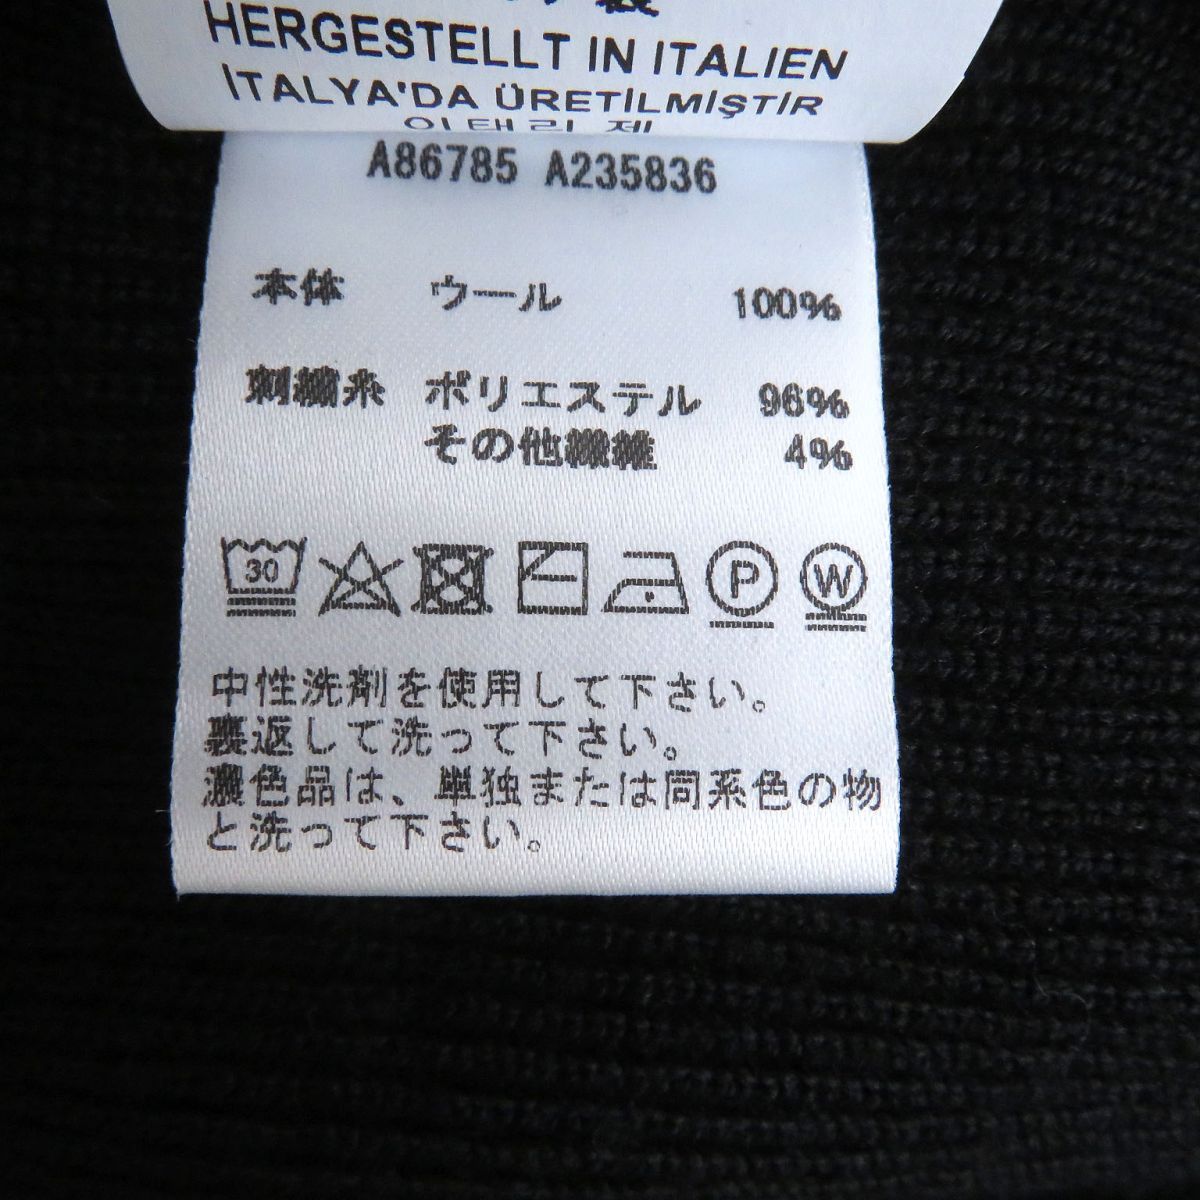 HERGESTELLT IN ITALIEN
İTALYA'DA ÜRETİLMİŞTİR
이태리 제
A86785 A235836
本体 ウール 100%
刺繍糸 ポリエステル 96%
その他繊維 4%
30 P W
中性洗剤を使用して下さい。
裏返して洗って下さい。
濃色品は、単独または同系色の物
と洗って下さい。